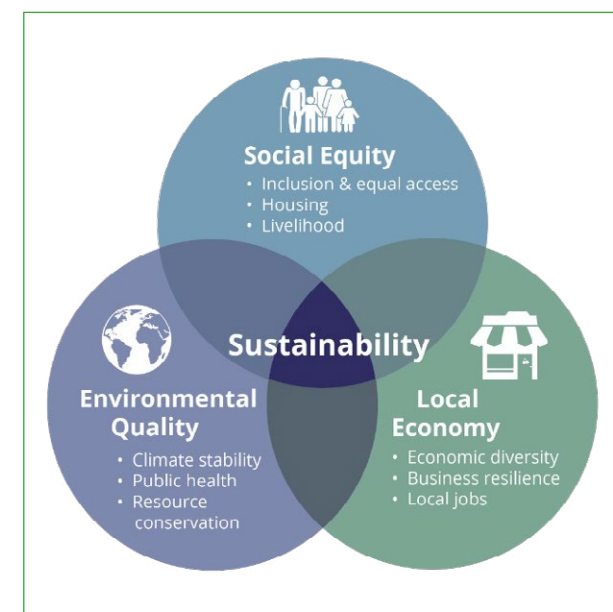 Social Equity
• Inclusion & equal access
• Housing
• Livelihood
Sustainability
Environmental
Quality
• Climate stability
• Public health
• Resource
conservation
Local
Economy
• Economic diversity
• Business resilience
• Local jobs